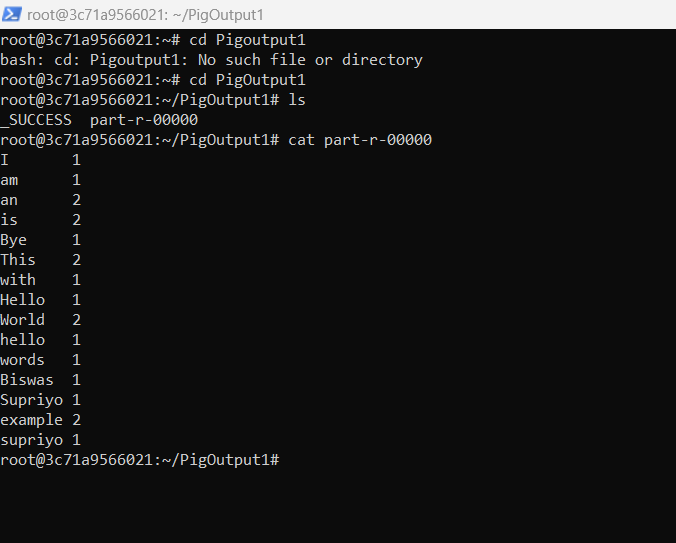 root@3c71a9566021: ~/PigOutput1
root@3c71a9566021:~# cd Pigoutput1
bash: cd: Pigoutput1: No such file or directory
root@3c71a9566021:~# cd PigOutput1
root@3c71a9566021:~/PigOutput1# ls
_SUCCESS  part-r-00000
root@3c71a9566021:~/PigOutput1# cat part-r-00000
I       1
am      1
an      2
is      2
Bye     1
This    2
with    1
Hello   1
World   2
hello   1
words   1
Biswas  1
Supriyo 1
example 2
supriyo 1
root@3c71a9566021:~/PigOutput1#